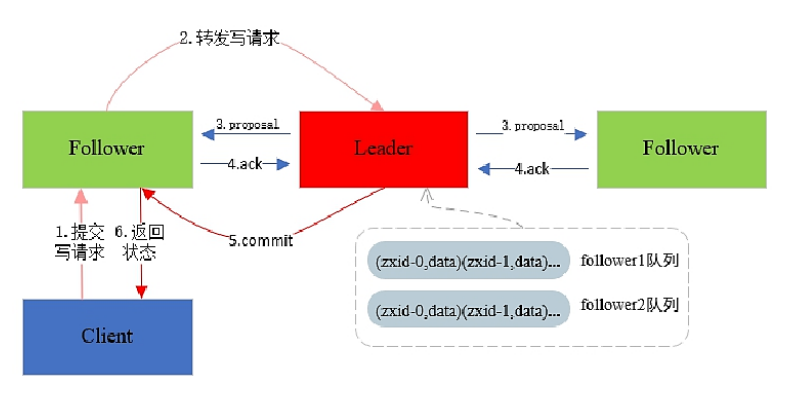 2.转发写请求
3.proposal
3.proposal
Follower
Leader
Follower
4.ack
4.ack
1.提交
写请求
6.返回
状态
5.commit
(zxid-0,data)(zxid-1,data)...
follower1队列
(zxid-0,data)(zxid-1,data)...
follower2队列
Client